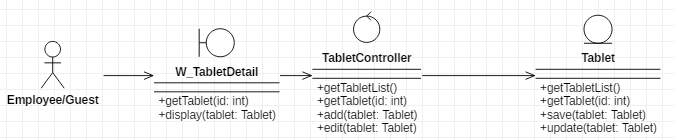 Employee/Guest
W_TabletDetail
+getTablet(id: int)
+display(tablet: Tablet)
TabletController
+getTabletList()
+getTablet(id: int)
+add(tablet: Tablet)
+edit(tablet: Tablet)
Tablet
+getTabletList()
+getTablet(id: int)
+save(tablet: Tablet)
+update(tablet: Tablet)